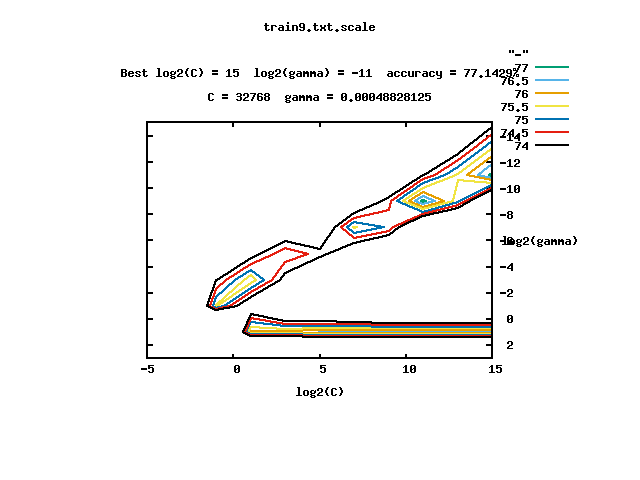 train9.txt.scale
"-"
Best log2(C) = 15 log2(gamma) = -11 accuracy = 77.1429%
77
76.5
76
C = 32768 gamma = 0.00048828125
75.5
75
74.5
-14
74
-12
-10
-8
-6
log2(gamma)
-4
-2
0
2
-5 0 5 10 15
log2(C)